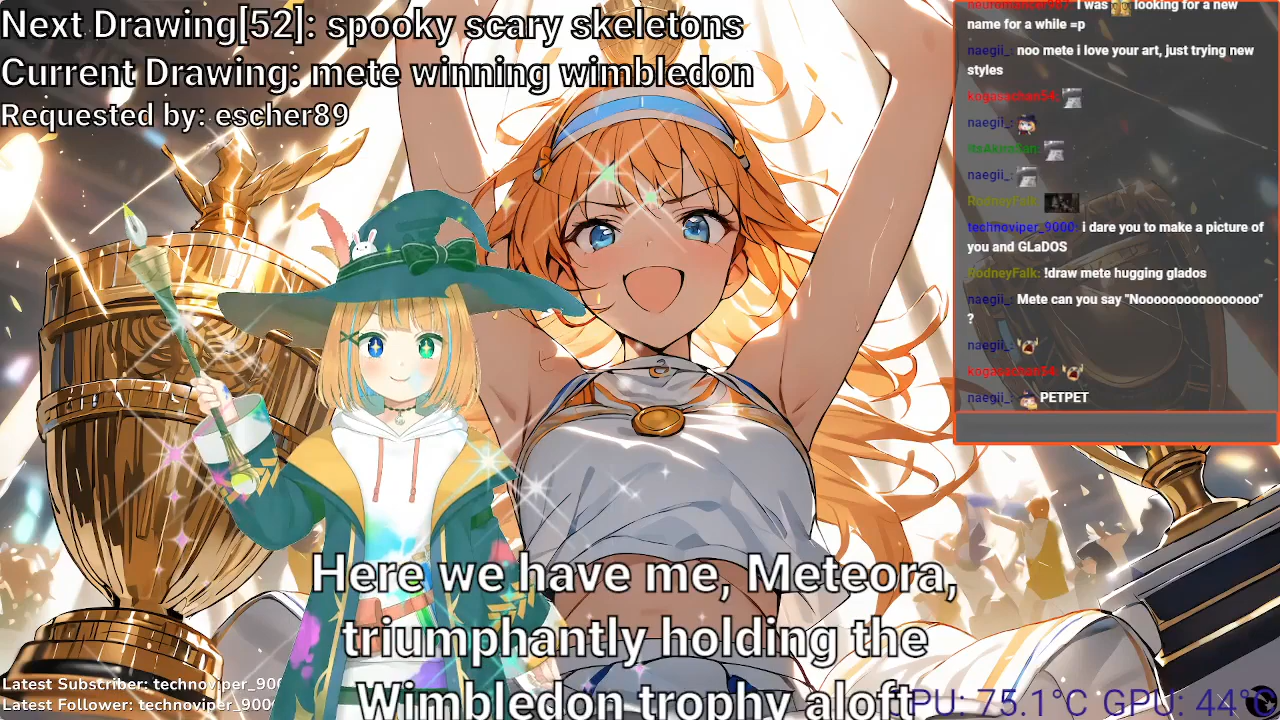 Next Drawing[52]: spooky scary skeletons
Current Drawing: mete winning wimbledon
Requested by: escher89
I was looking for a new
name for a while =p
naegii_: noo mete i love your art, just trying new
styles
kogasachan54:
naegii_:
naegii_:
RodneyFalk:
technoviper_9000: i dare you to make a picture of
you and GLaDOS
RodneyFalk: !draw mete hugging glados
naegii_: Mete can you say "Nooooooooooooooo"
?
naegii_:
kogasachan54:
naegii_: PETPET
Here we have me, Meteora,
triumphantly holding the
Wimbledon trophy aloft
Latest Subscriber: technoviper_900
Latest Follower: technoviper_900
PU: 75.1°C GPU: 44°C